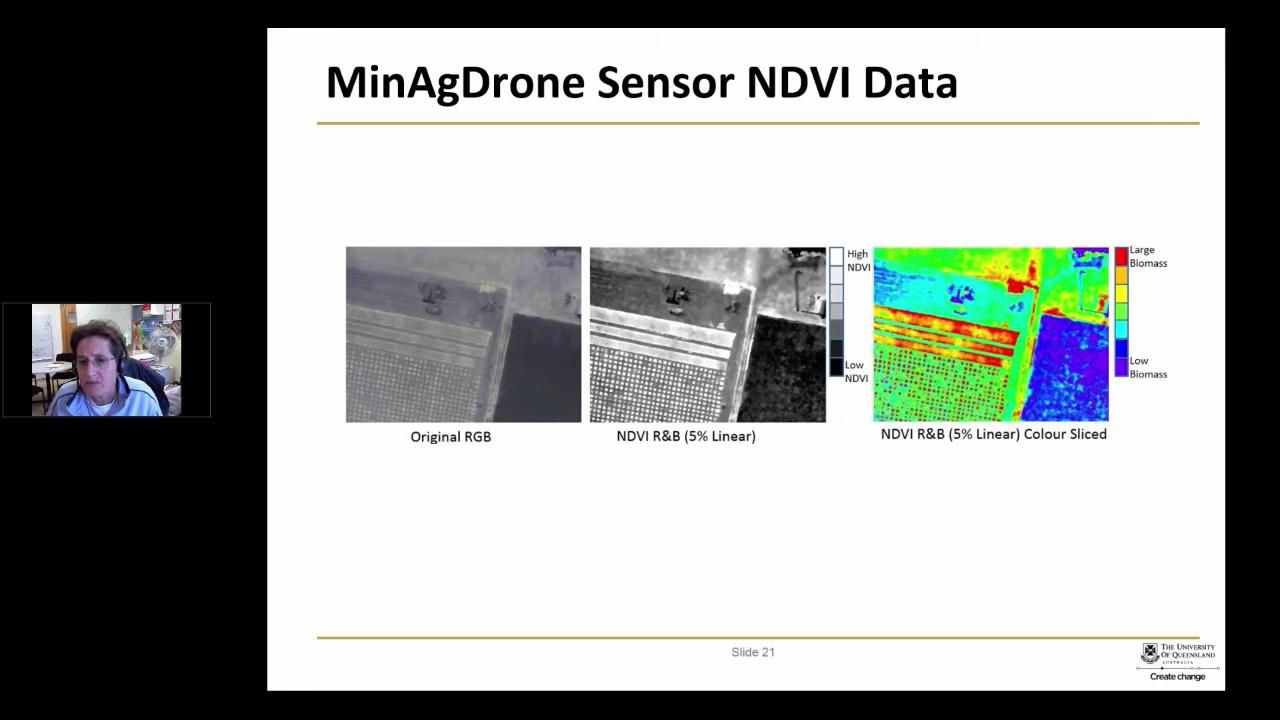 MinAgDrone Sensor NDVI Data
High
NDVI
Low
NDVI
Large
Biomass
Low
Biomass
Original RGB
NDVI R&B (5% Linear)
NDVI R&B (5% Linear) Colour Sliced
Slide 21
THE UNIVERSITY
OF QUEENSLAND
AUSTRALIA
Create change